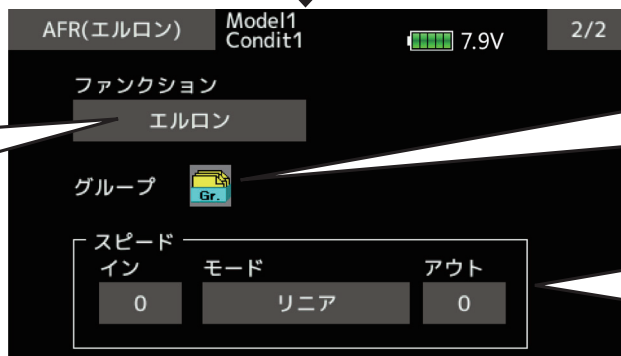 AFR(エルロン) Model1 Condit1 7.9V 2/2
ファンクション
エルロン
グループ Gr.
スピード
イン モード アウト
0 リニア 0